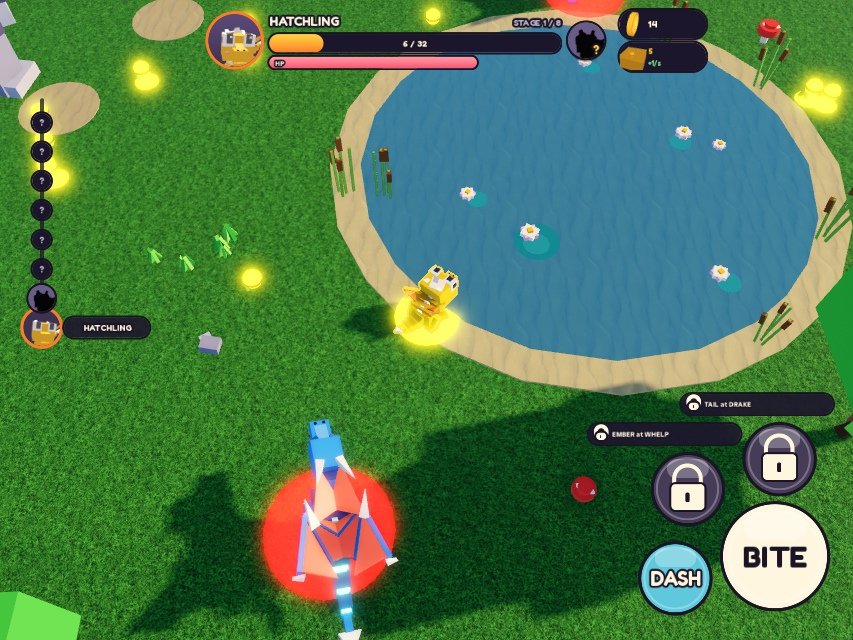 HATCHLING
STAGE 1/8
6 / 32
HP
14
5
+1/s
?
?
?
?
?
?
?
HATCHLING
TAIL at DRAKE
EMBER at WHELP
BITE
DASH